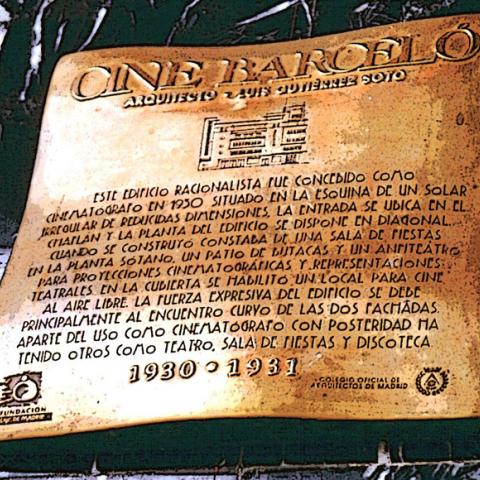 CINE BARCELÓ
ARQUITECTO - LUIS GUTIÉRREZ SOTO
ESTE EDIFICIO RACIONALISTA FUE CONCEBIDO COMO
CINEMATOGRAFO EN 1930 SITUADO EN LA ESQUINA DE UN SOLAR
IRREGULAR DE REDUCIDAS DIMENSIONES, LA ENTRADA SE UBICA EN EL
CHAFLAN Y LA PLANTA DEL EDIFICIO SE DISPONE EN DIAGONAL.
CUANDO SE CONSTRUYÓ CONSTABA DE UNA SALA DE FIESTAS
EN LA PLANTA SÓTANO, UN PATIO DE BUTACAS Y UN ANFITEATRO
PARA PROYECCIONES CINEMATOGRÁFICAS Y REPRESENTACIONES
TEATRALES, EN LA CUBIERTA SE HABILITÓ UN LOCAL PARA CINE
AL AIRE LIBRE. LA FUERZA EXPRESIVA DEL EDIFICIO SE DEBE
PRINCIPALMENTE AL ENCUENTRO CURVO DE LAS DOS FACHADAS.
APARTE DEL USO COMO CINEMATÓGRAFO CON POSTERIDAD HA
TENIDO OTROS COMO TEATRO, SALA DE FIESTAS Y DISCOTECA
1930 • 1931
FUNDACIÓN
COLEGIO OFICIAL DE
ARQUITECTOS DE MADRID